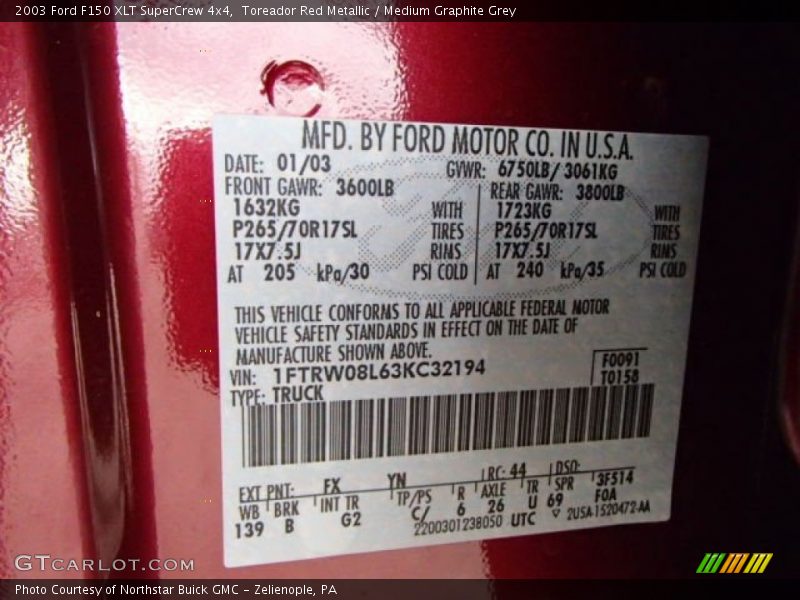 2003 Ford F150 XLT SuperCrew 4x4, Toreador Red Metallic / Medium Graphite Grey
MFD. BY FORD MOTOR CO. IN U.S.A.
DATE: 01/03 GVWR: 6750LB/ 3061KG
FRONT GAWR: 3600LB REAR GAWR: 3800LB
1632KG WITH 1723KG WITH
P265/70R17SL TIRES P265/70R17SL TIRES
17X7.5J RIMS 17X7.5J RIMS
AT 205 kPa/30 PSI COLD AT 240 kPa/35 PSI COLD
THIS VEHICLE CONFORMS TO ALL APPLICABLE FEDERAL MOTOR
VEHICLE SAFETY STANDARDS IN EFFECT ON THE DATE OF
MANUFACTURE SHOWN ABOVE.
F0091
VIN: 1FTRW08L63KC32194 T0158
TYPE: TRUCK
EXT PNT: FX YN RC: 44 DSO:
WB BRK INT TR TP/PS R AXLE TR SPR 3F514
139 B G2 C/ 6 26 U 69 F0A
2200301238050 UTC ▽ 2U5A-1520472-AA
GTCARLOT.COM
Photo Courtesy of Northstar Buick GMC - Zelienople, PA